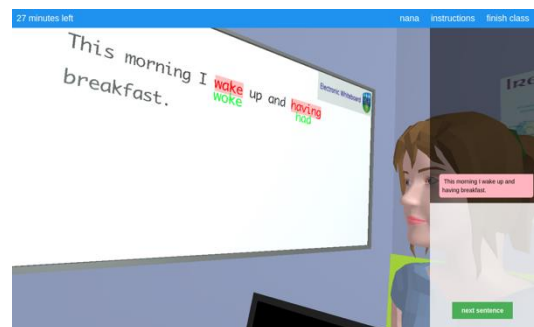 27 minutes left
nana instructions finish class
This morning I wake up and having
woke had
breakfast.
Electronic Whiteboard
This morning I wake up and
having breakfast.
next sentence